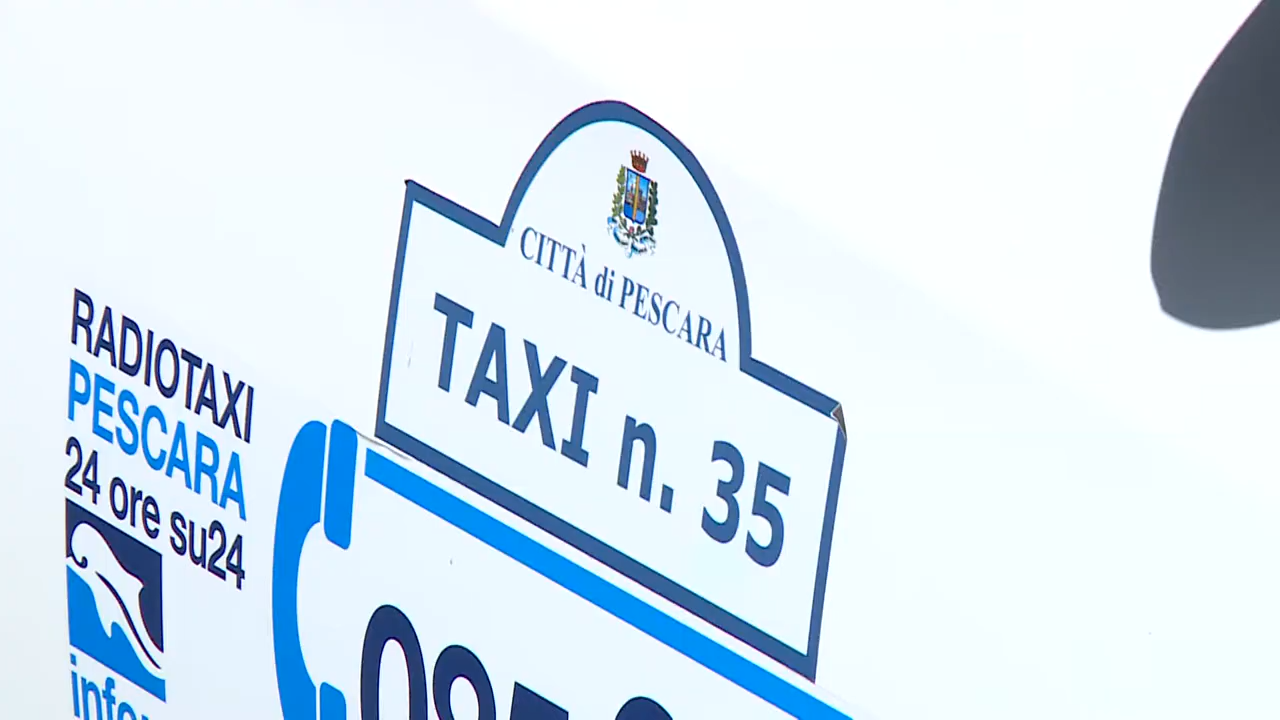 CITTÀ di PESCARA
TAXI n. 35
RADIOTAXI
PESCARA
24 ore su24